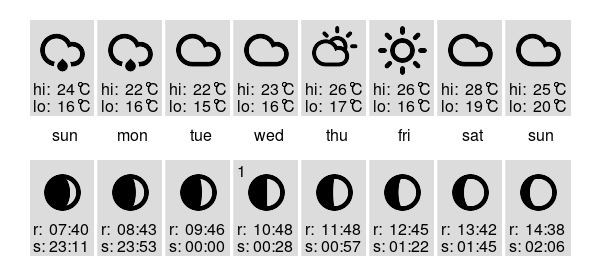 hi: 24℃ hi: 22℃ hi: 22℃ hi: 23℃ hi: 26℃ hi: 26℃ hi: 28℃ hi: 25℃
lo: 16℃ lo: 16℃ lo: 15℃ lo: 16℃ lo: 17℃ lo: 16℃ lo: 19℃ lo: 20℃
sun mon tue wed thu fri sat sun
1
r: 07:40 r: 08:43 r: 09:46 r: 10:48 r: 11:48 r: 12:45 r: 13:42 r: 14:38
s: 23:11 s: 23:53 s: 00:00 s: 00:28 s: 00:57 s: 01:22 s: 01:45 s: 02:06